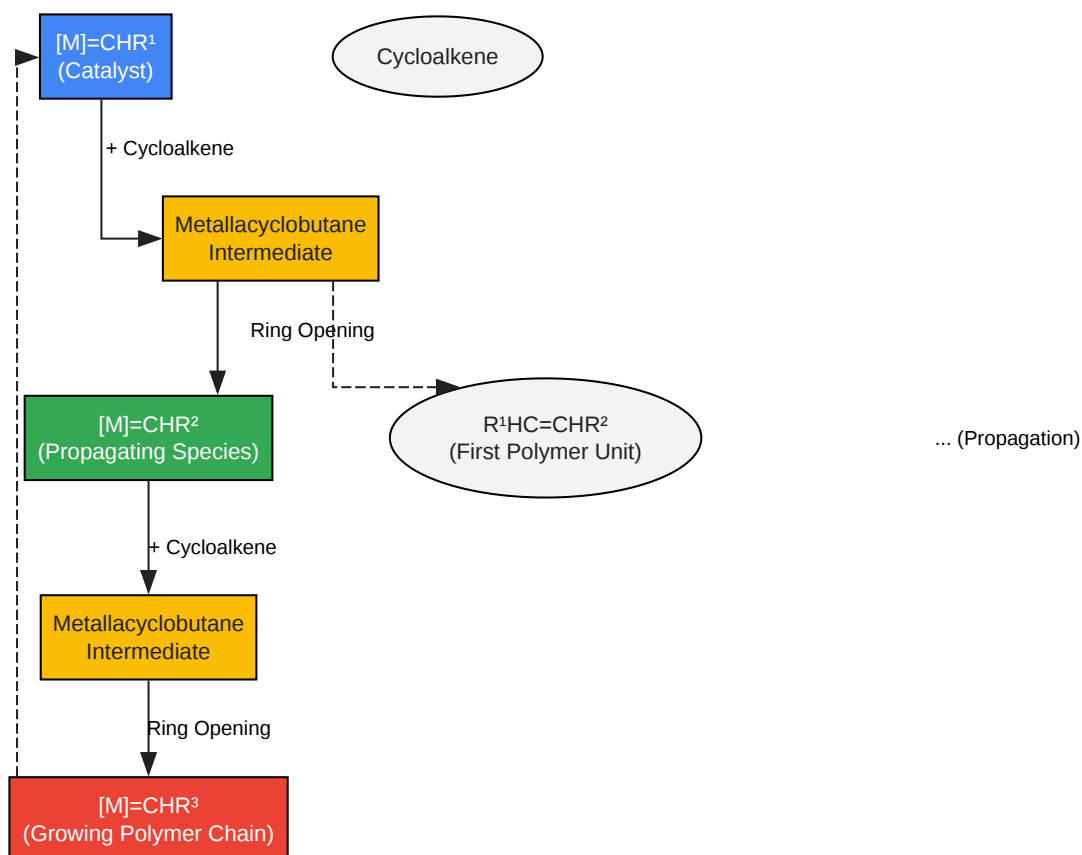 [M]=CHR¹
(Catalyst)
Cycloalkene
+ Cycloalkene
Metallacyclobutane
Intermediate
Ring Opening
[M]=CHR²
(Propagating Species)
R¹HC=CHR²
(First Polymer Unit)
... (Propagation)
+ Cycloalkene
Metallacyclobutane
Intermediate
Ring Opening
[M]=CHR³
(Growing Polymer Chain)